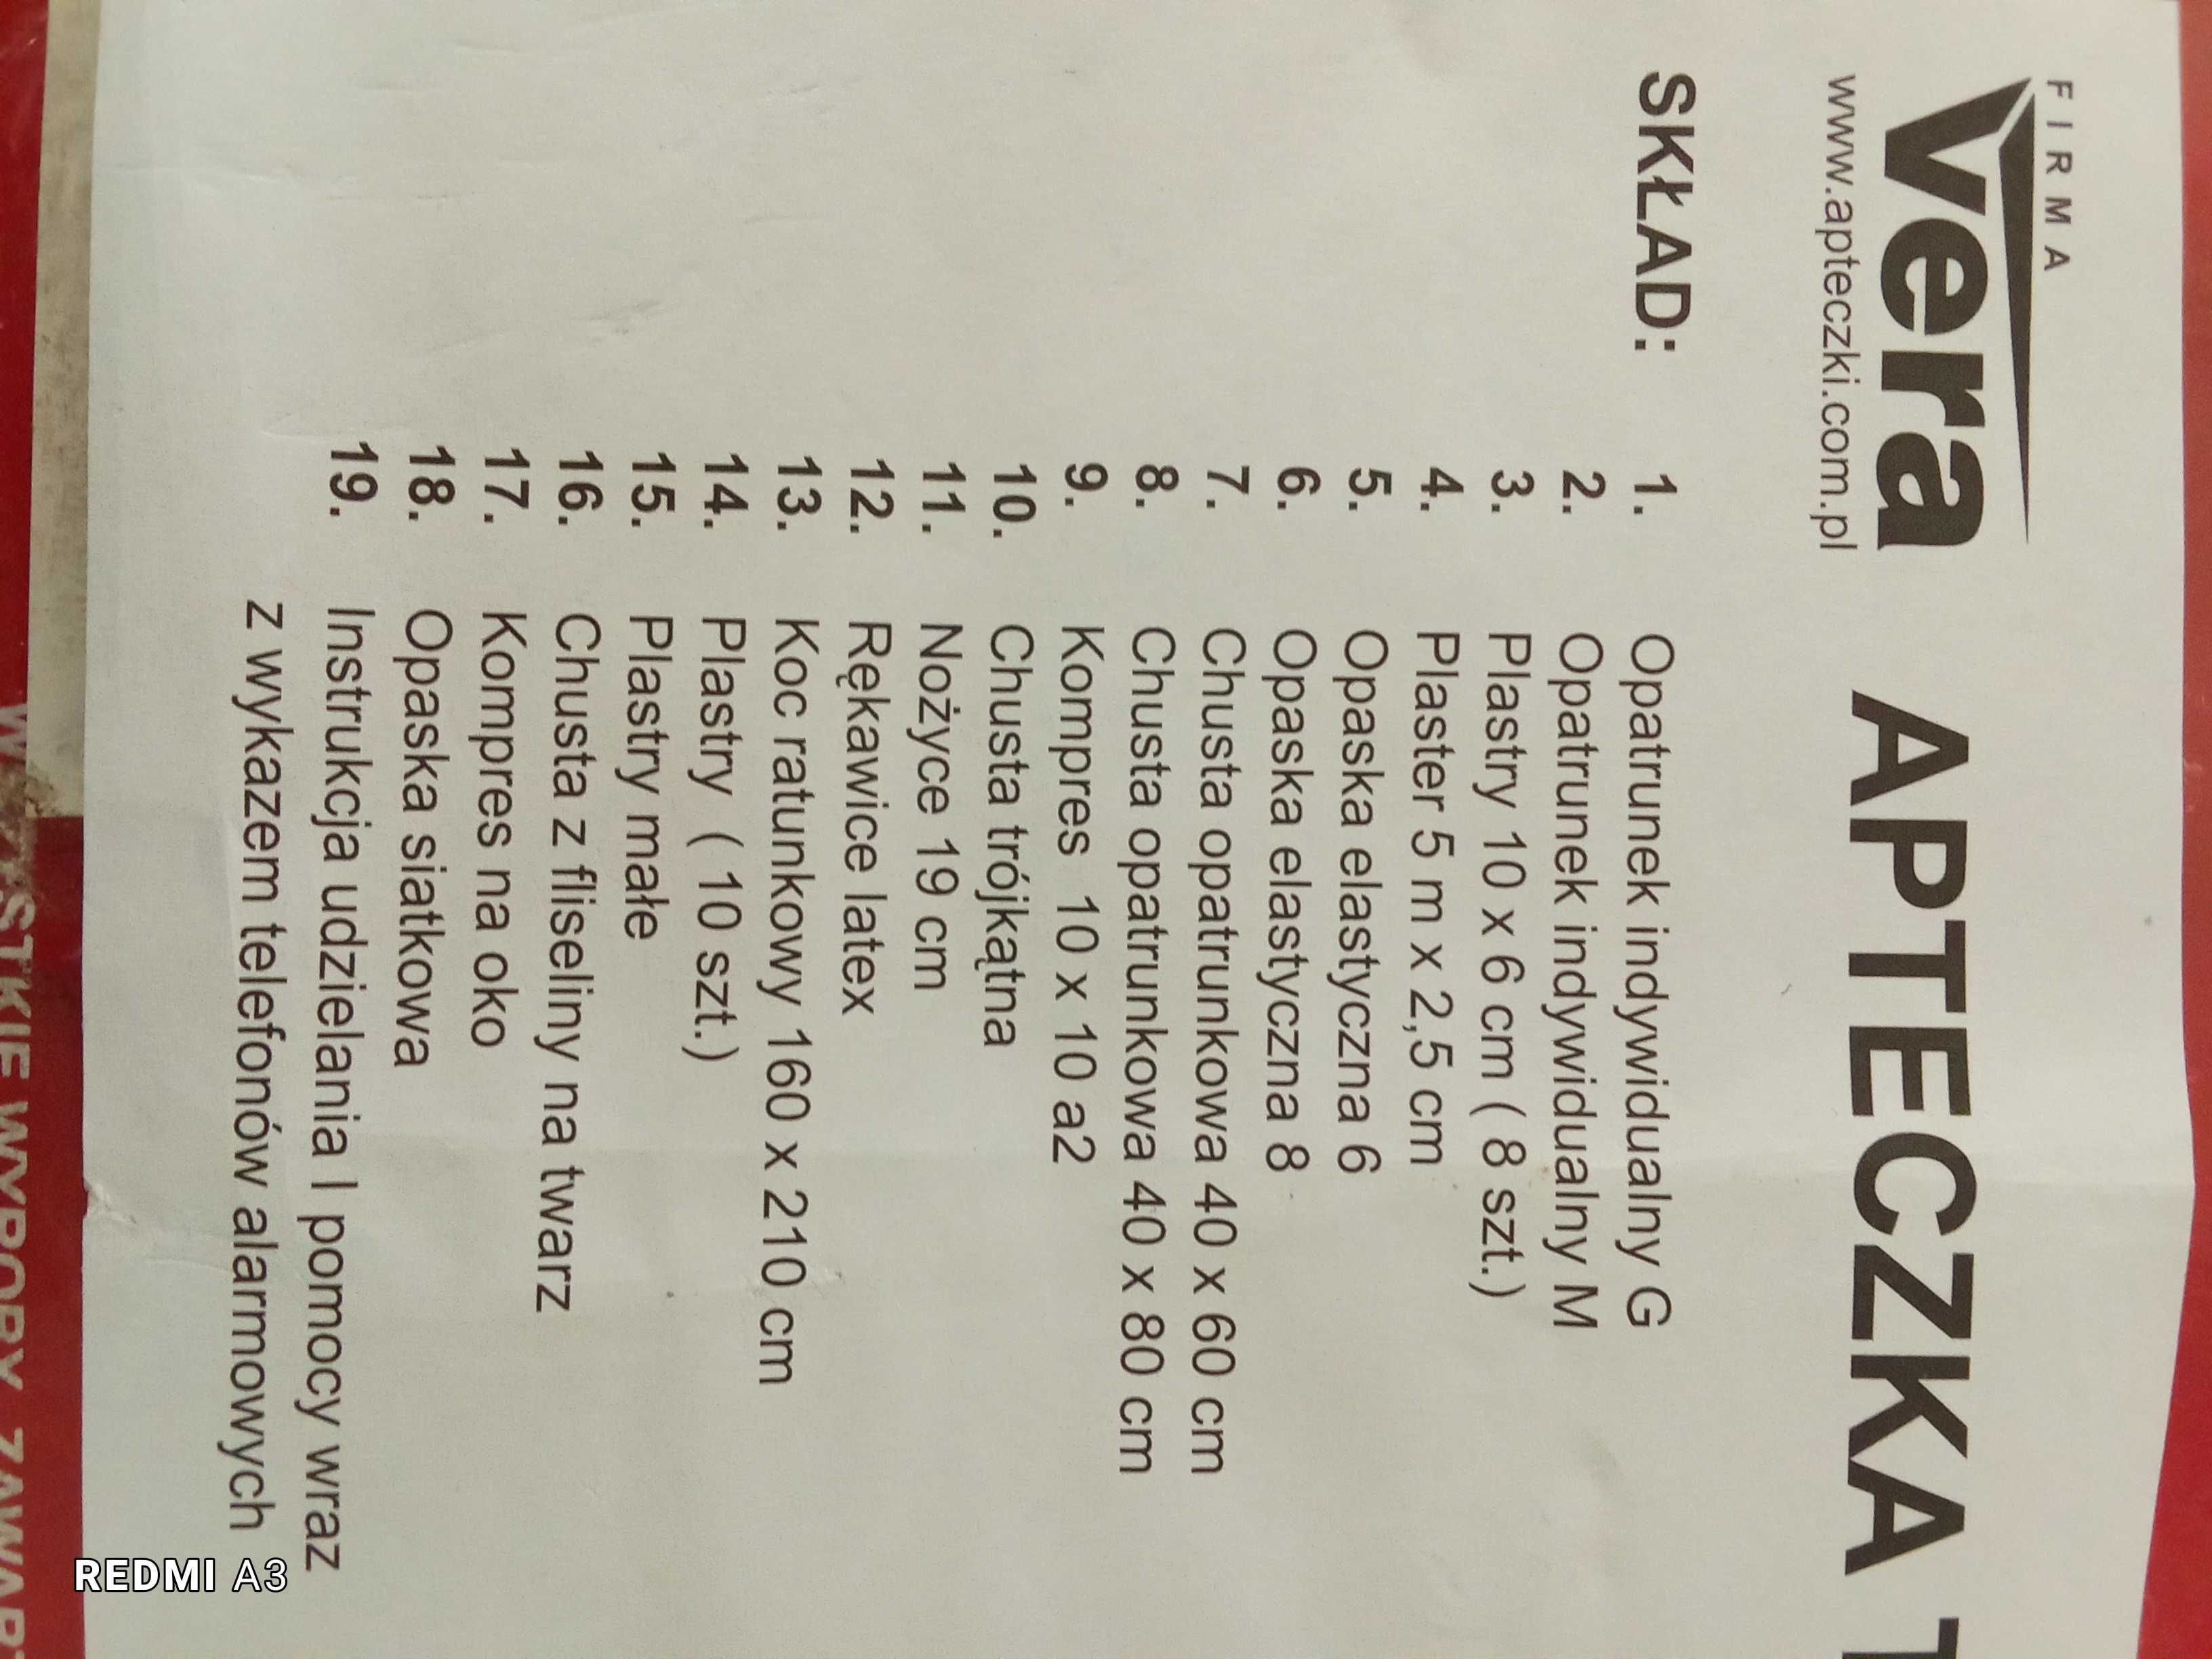 FIRMA
Vera
www.apteczki.com.pl
APTECZKA
SKŁAD:
1. Opatrunek indywidualny G
2. Opatrunek indywidualny M
3. Plastry 10 x 6 cm ( 8 szt.)
4. Plaster 5 m x 2,5 cm
5. Opaska elastyczna 6
6. Opaska elastyczna 8
7. Chusta opatrunkowa 40 x 60 cm
8. Chusta opatrunkowa 40 x 80 cm
9. Kompres 10 x 10 a2
10. Chusta trójkątna
11. Nożyce 19 cm
12. Rękawice latex
13. Koc ratunkowy 160 x 210 cm
14. Plastry ( 10 szt.)
15. Plastry małe
16. Chusta z fliseliny na twarz
17. Kompres na oko
18. Opaska siatkowa
19. Instrukcja udzielania I pomocy wraz
z wykazem telefonów alarmowych
WYROBY
REDMI A3